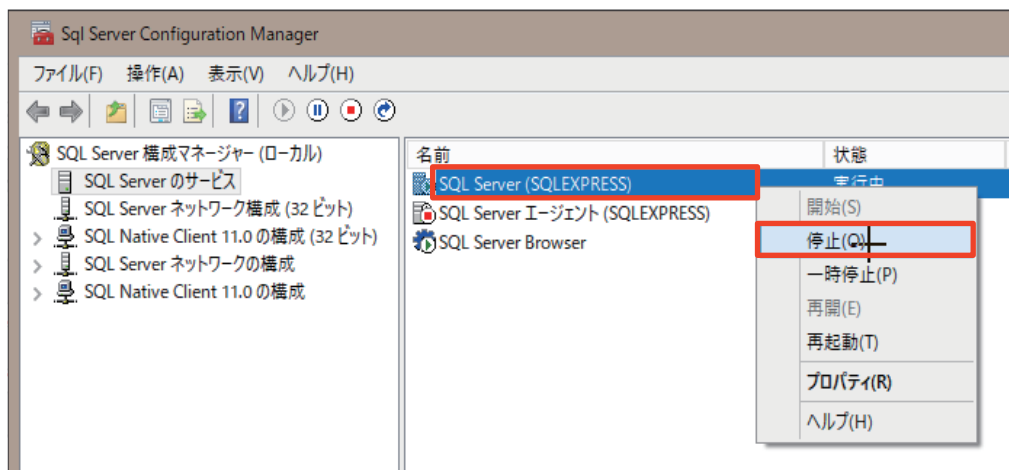 Sql Server Configuration Manager
ファイル(F) 操作(A) 表示(V) ヘルプ(H)
SQL Server 構成マネージャー (ローカル)
SQL Server のサービス
SQL Server ネットワーク構成 (32 ビット)
SQL Native Client 11.0 の構成 (32 ビット)
SQL Server ネットワークの構成
SQL Native Client 11.0 の構成
名前 状態
SQL Server (SQLEXPRESS) 実行中
SQL Server エージェント (SQLEXPRESS)
SQL Server Browser
開始(S)
停止(O)
一時停止(P)
再開(E)
再起動(T)
プロパティ(R)
ヘルプ(H)